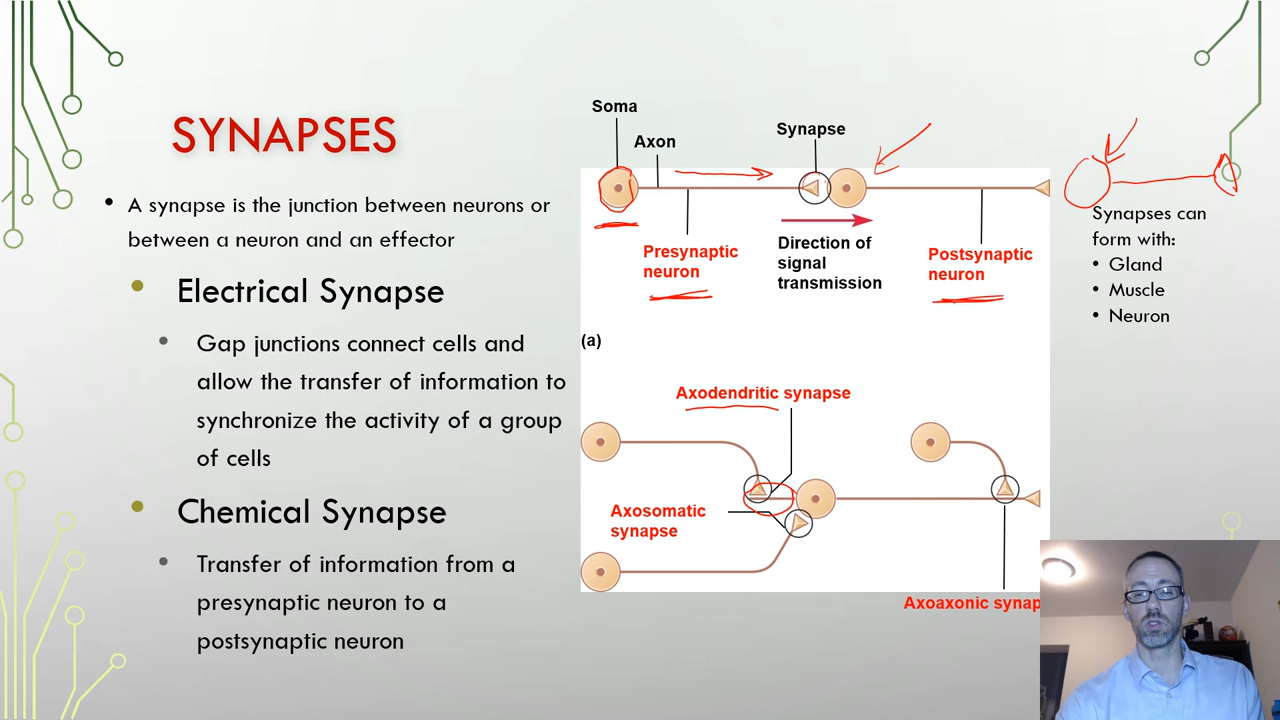 SYNAPSES
• A synapse is the junction between neurons or
between a neuron and an effector
• Electrical Synapse
• Gap junctions connect cells and
allow the transfer of information to
synchronize the activity of a group
of cells
• Chemical Synapse
• Transfer of information from a
presynaptic neuron to a
postsynaptic neuron
Soma
Axon
Synapse
Presynaptic
neuron
Direction of
signal
transmission
Postsynaptic
neuron
(a)
Axodendritic synapse
Axosomatic
synapse
Axoaxonic synap
Synapses can
form with:
• Gland
• Muscle
• Neuron